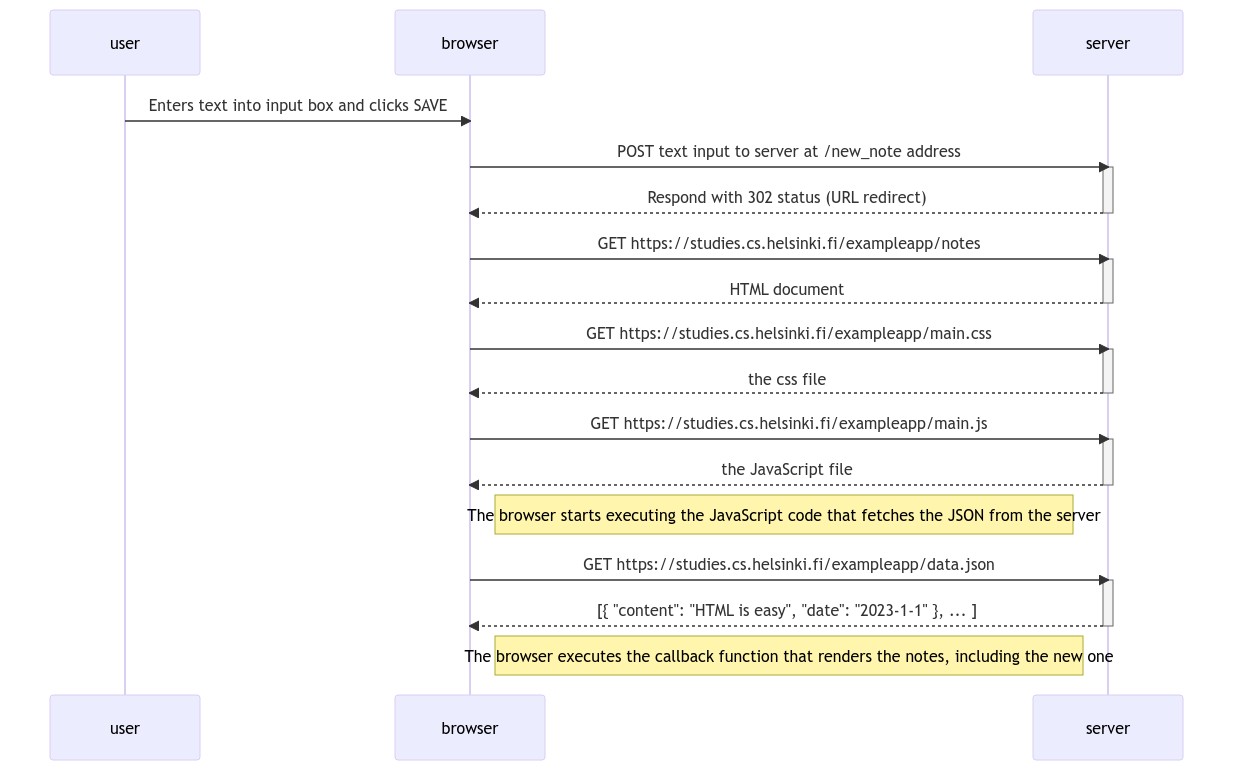 user browser server
Enters text into input box and clicks SAVE
POST text input to server at /new_note address
Respond with 302 status (URL redirect)
GET https://studies.cs.helsinki.fi/exampleapp/notes
HTML document
GET https://studies.cs.helsinki.fi/exampleapp/main.css
the css file
GET https://studies.cs.helsinki.fi/exampleapp/main.js
the JavaScript file
The browser starts executing the JavaScript code that fetches the JSON from the server
GET https://studies.cs.helsinki.fi/exampleapp/data.json
[{ "content": "HTML is easy", "date": "2023-1-1" }, ... ]
The browser executes the callback function that renders the notes, including the new one
user browser server